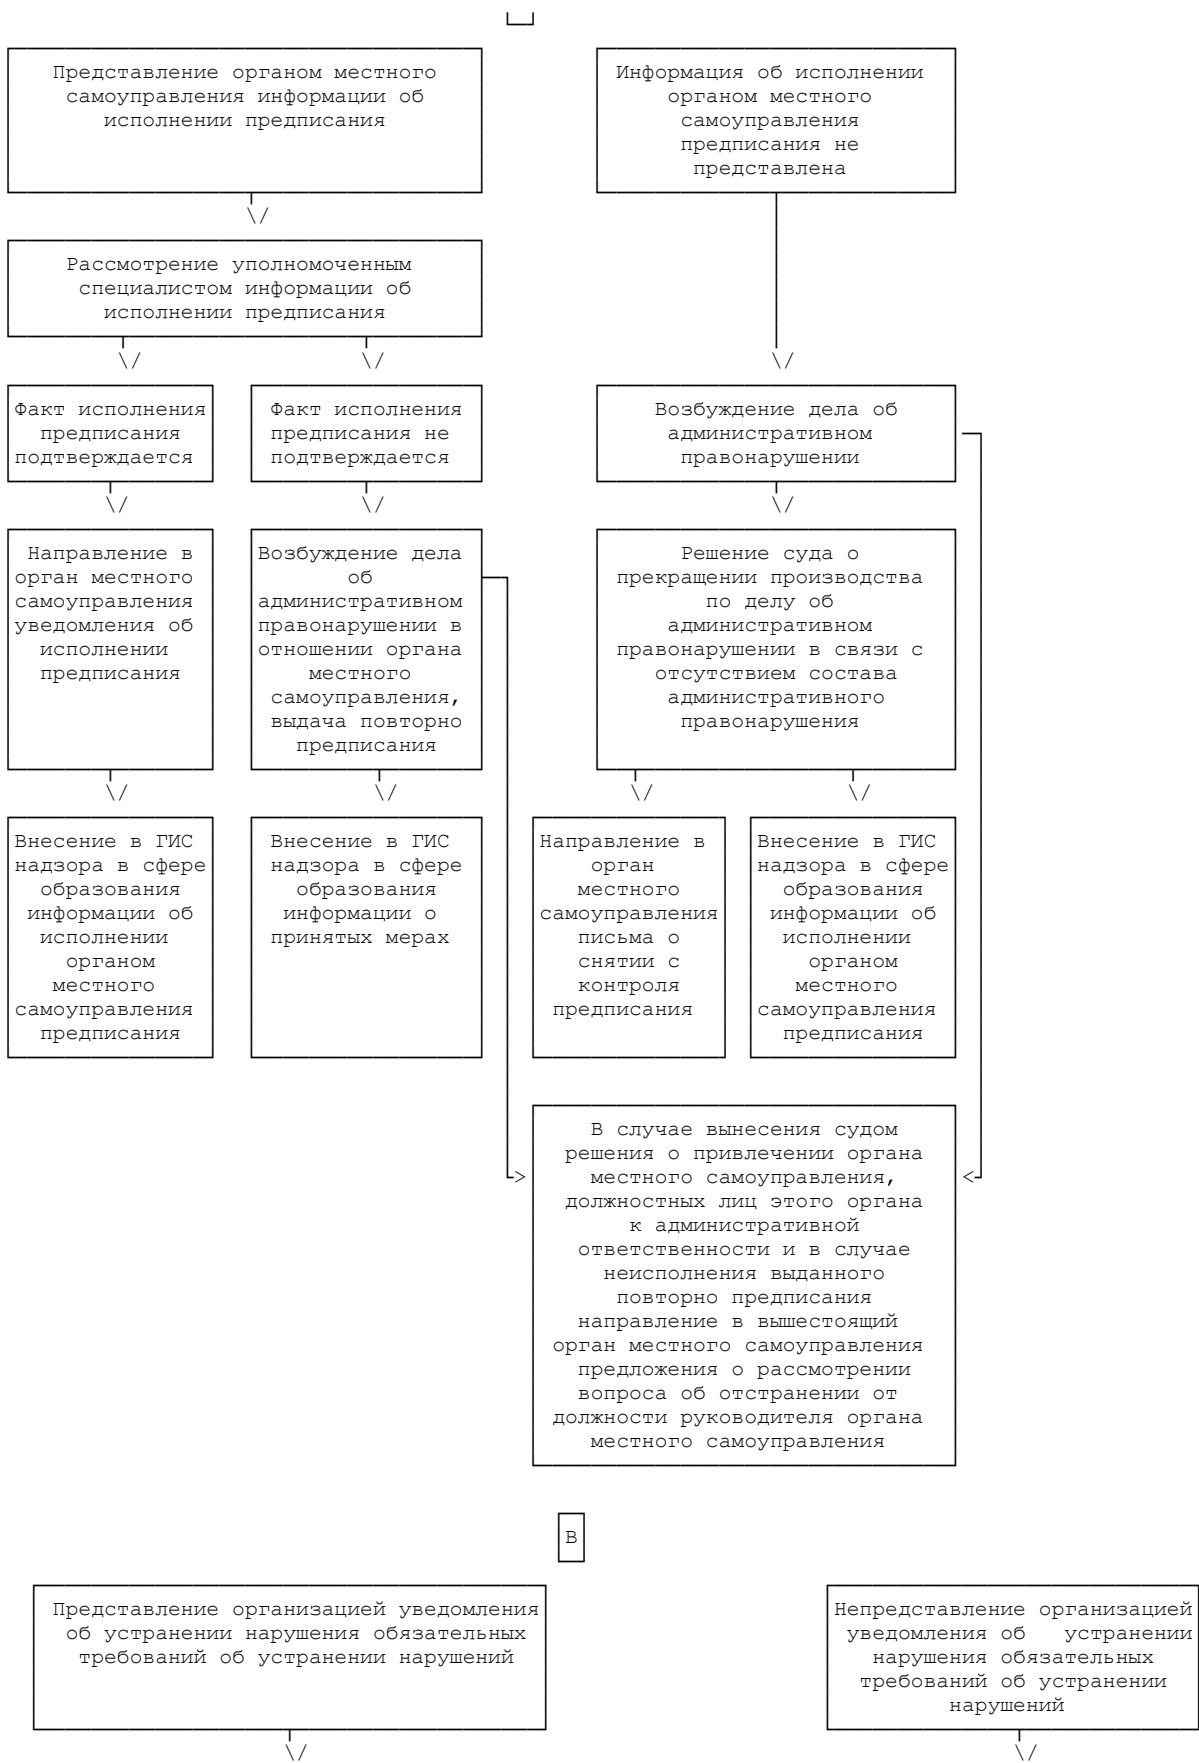 Представление органом местного
самоуправления информации об
исполнении предписания
Информация об исполнении
органом местного
самоуправления
предписания не
представлена
Рассмотрение уполномоченным
специалистом информации об
исполнении предписания
Факт исполнения
предписания
подтверждается
Факт исполнения
предписания не
подтверждается
Возбуждение дела об
административном
правонарушении
Направление в
орган местного
самоуправления
уведомления об
исполнении
предписания
Возбуждение дела
об
административном
правонарушении в
отношении органа
местного
самоуправления,
выдача повторно
предписания
Решение суда о
прекращении производства
по делу об
административном
правонарушении в связи с
отсутствием состава
административного
правонарушения
Внесение в ГИС
надзора в сфере
образования
информации об
исполнении
органом
местного
самоуправления
предписания
Внесение в ГИС
надзора в сфере
образования
информации о
принятых мерах
Направление в
орган
местного
самоуправления
письма о
снятии с
контроля
предписания
Внесение в ГИС
надзора в сфере
образования
информации об
исполнении
органом
местного
самоуправления
предписания
В случае вынесения судом
решения о привлечении органа
местного самоуправления,
должностных лиц этого органа
к административной
ответственности и в случае
неисполнения выданного
повторно предписания
направление в вышестоящий
орган местного самоуправления
предложения о рассмотрении
вопроса об отстранении от
должности руководителя органа
местного самоуправления
В
Представление организацией уведомления
об устранении нарушения обязательных
требований об устранении нарушений
Непредставление организацией
уведомления об устранении
нарушения обязательных
требований об устранении
нарушений